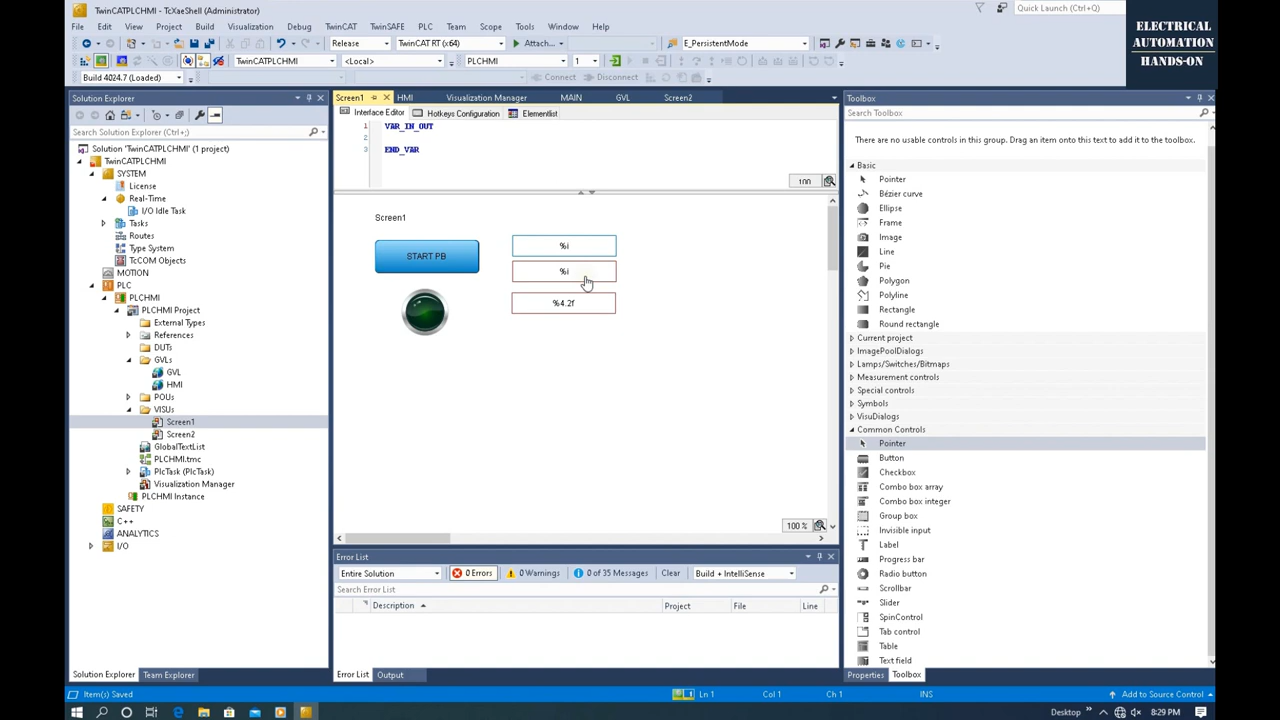 TwinCATPLCHMI - TcXaeShell (Administrator)
Quick Launch (Ctrl+Q)
ELECTRICAL
AUTOMATION
HANDS-ON
File Edit View Project Build Visualization Debug TwinCAT TwinSAFE PLC Team Scope Tools Window Help
Release TwinCAT RT (x64) Attach... E_PersistentMode
TwinCATPLCHMI <Local> PLCHMI 1
Build 4024.7 (Loaded) Connect Disconnect
Solution Explorer
Search Solution Explorer (Ctrl+;)
Solution 'TwinCATPLCHMI' (1 project)
TwinCATPLCHMI
SYSTEM
License
Real-Time
I/O Idle Task
Tasks
Routes
Type System
TcCOM Objects
MOTION
PLC
PLCHMI
PLCHMI Project
External Types
References
DUTs
GVLs
GVL
HMI
POUs
VISUs
Screen1
Screen2
GlobalTextList
PLCHMI.tmc
PlcTask (PlcTask)
Visualization Manager
PLCHMI Instance
SAFETY
C++
ANALYTICS
I/O
Solution Explorer Team Explorer
Screen1 HMI Visualization Manager MAIN GVL Screen2
Interface Editor Hotkeys Configuration Elementlist
1 VAR_IN_OUT
2
3 END_VAR
100
Screen1
START PB
%i
%i
%4.2f
100 %
Error List
Entire Solution 0 Errors 0 Warnings 0 of 35 Messages Clear Build + IntelliSense
Search Error List
Description Project File Line
Error List Output
Toolbox
Search Toolbox
There are no usable controls in this group. Drag an item onto this text to add it to the toolbox.
Basic
Pointer
Bézier curve
Ellipse
Frame
Image
Line
Pie
Polygon
Polyline
Rectangle
Round rectangle
Current project
ImagePoolDialogs
Lamps/Switches/Bitmaps
Measurement controls
Special controls
Symbols
VisuDialogs
Common Controls
Pointer
Button
Checkbox
Combo box array
Combo box integer
Group box
Invisible input
Label
Progress bar
Radio button
Scrollbar
Slider
SpinControl
Tab control
Table
Text field
Properties Toolbox
Item(s) Saved Ln 1 Col 1 Ch 1 INS Add to Source Control
Desktop 8:29 PM